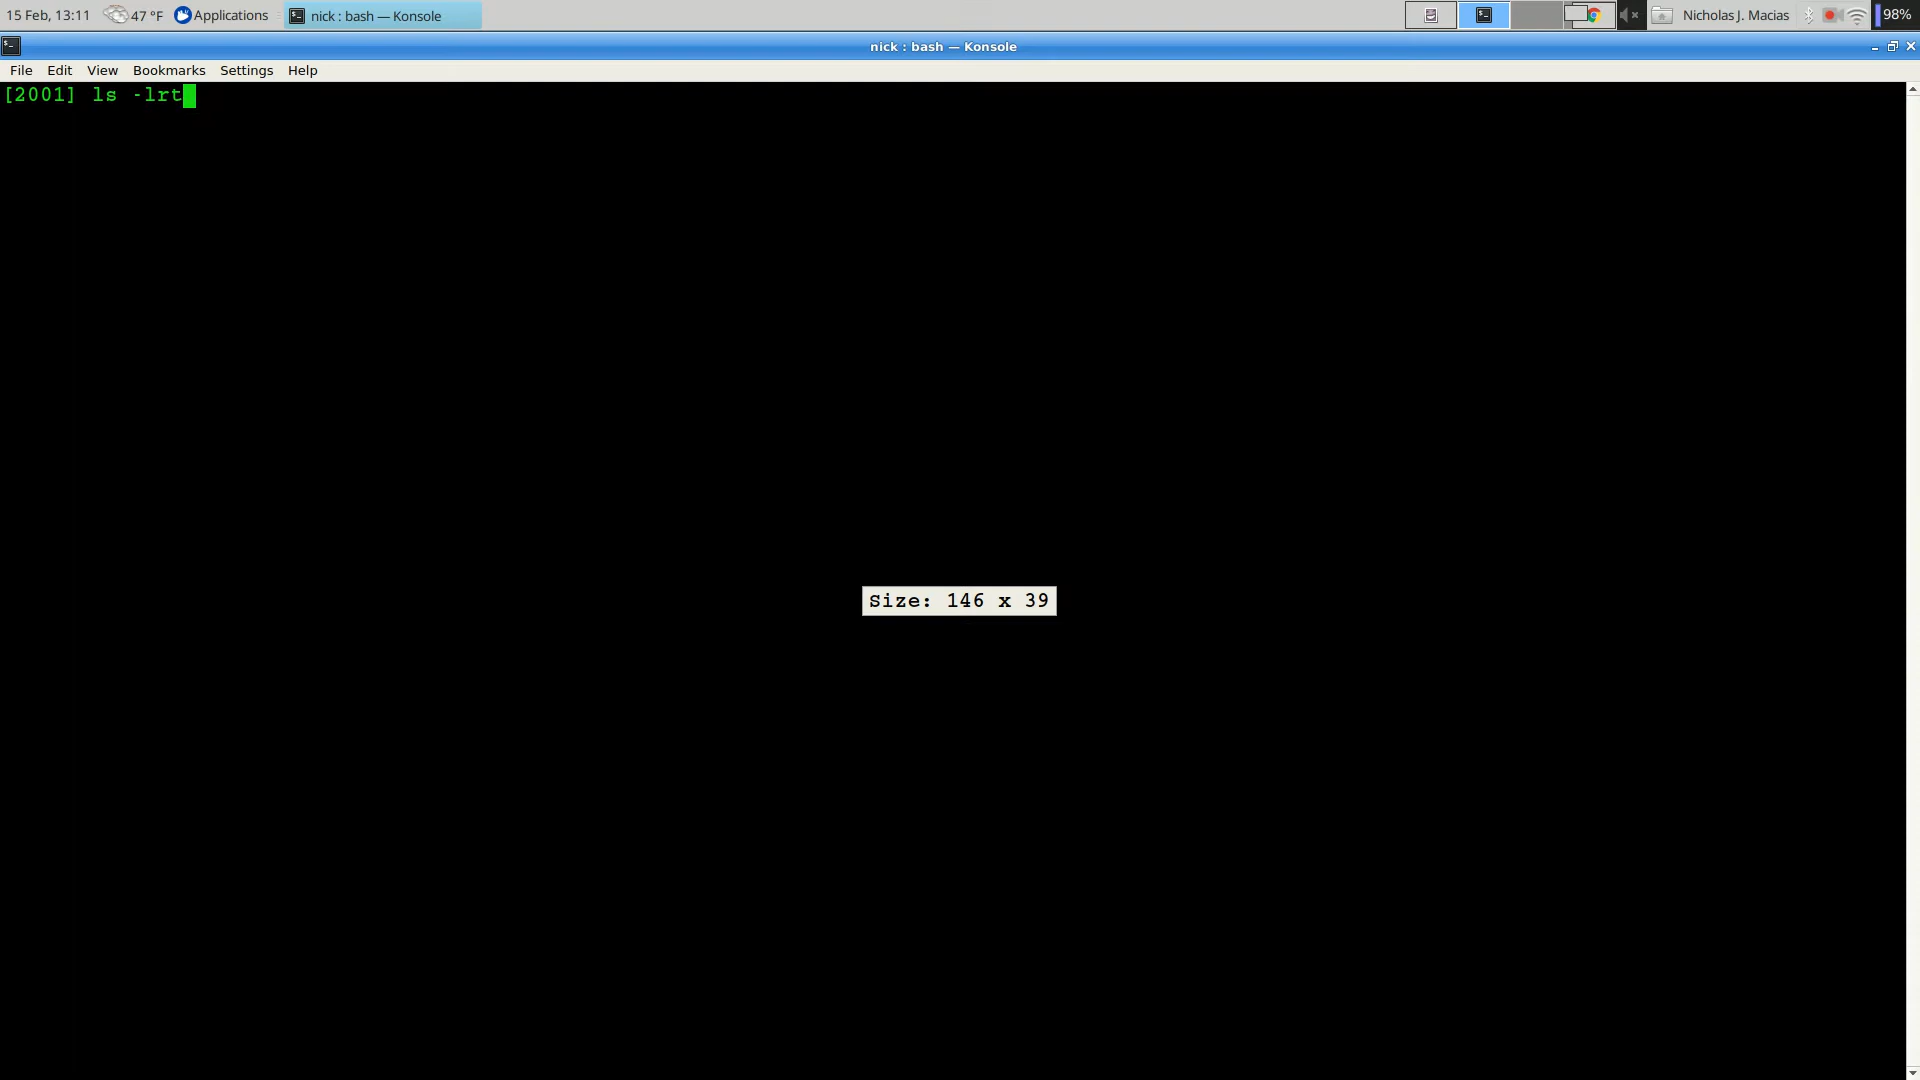 15 Feb, 13:11 47 °F Applications nick : bash — Konsole Nicholas J. Macias 98%
nick : bash — Konsole
File Edit View Bookmarks Settings Help
[2001] ls -lrt
Size: 146 x 39